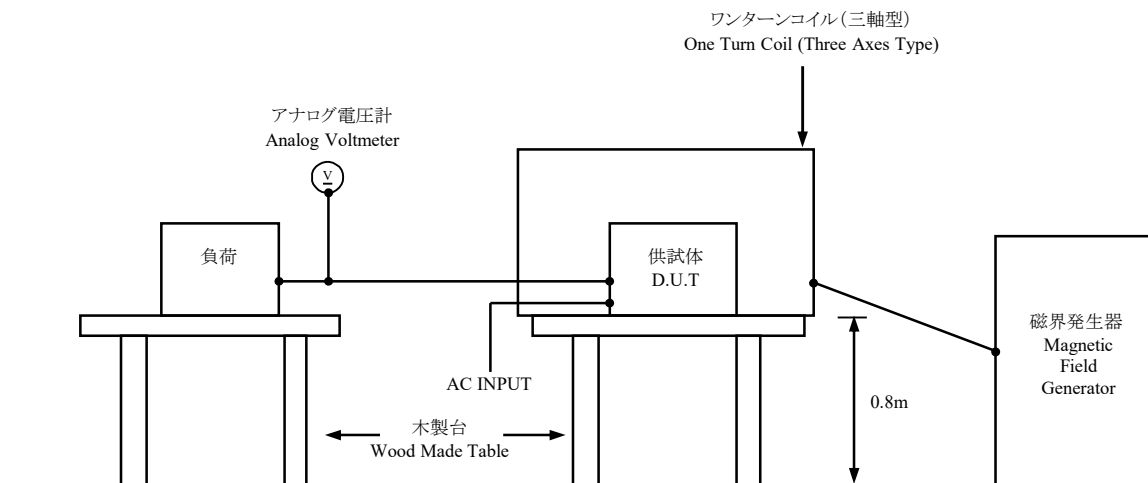 ワンターンコイル(三軸型)
One Turn Coil (Three Axes Type)
アナログ電圧計
Analog Voltmeter
V
負荷
供試体
D.U.T
磁界発生器
Magnetic
Field
Generator
AC INPUT
0.8m
木製台
Wood Made Table